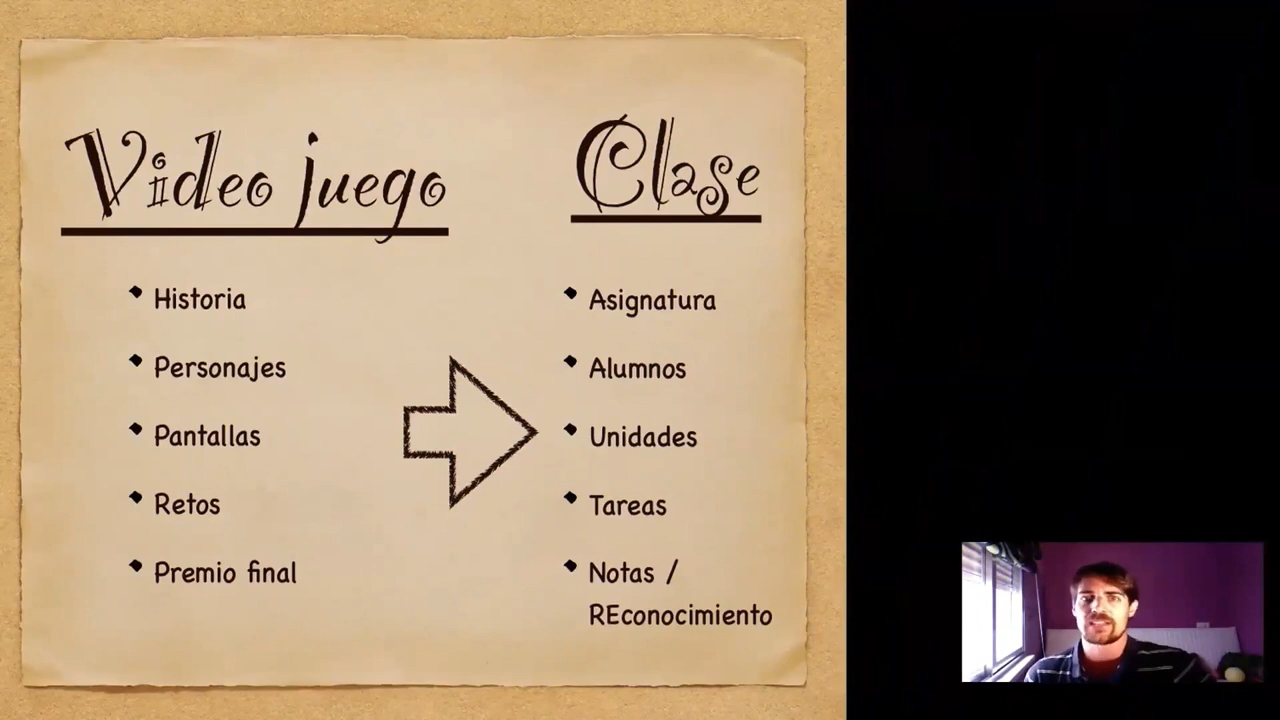 Video juego
Historia
Personajes
Pantallas
Retos
Premio final
Clase
Asignatura
Alumnos
Unidades
Tareas
Notas /
REconocimiento